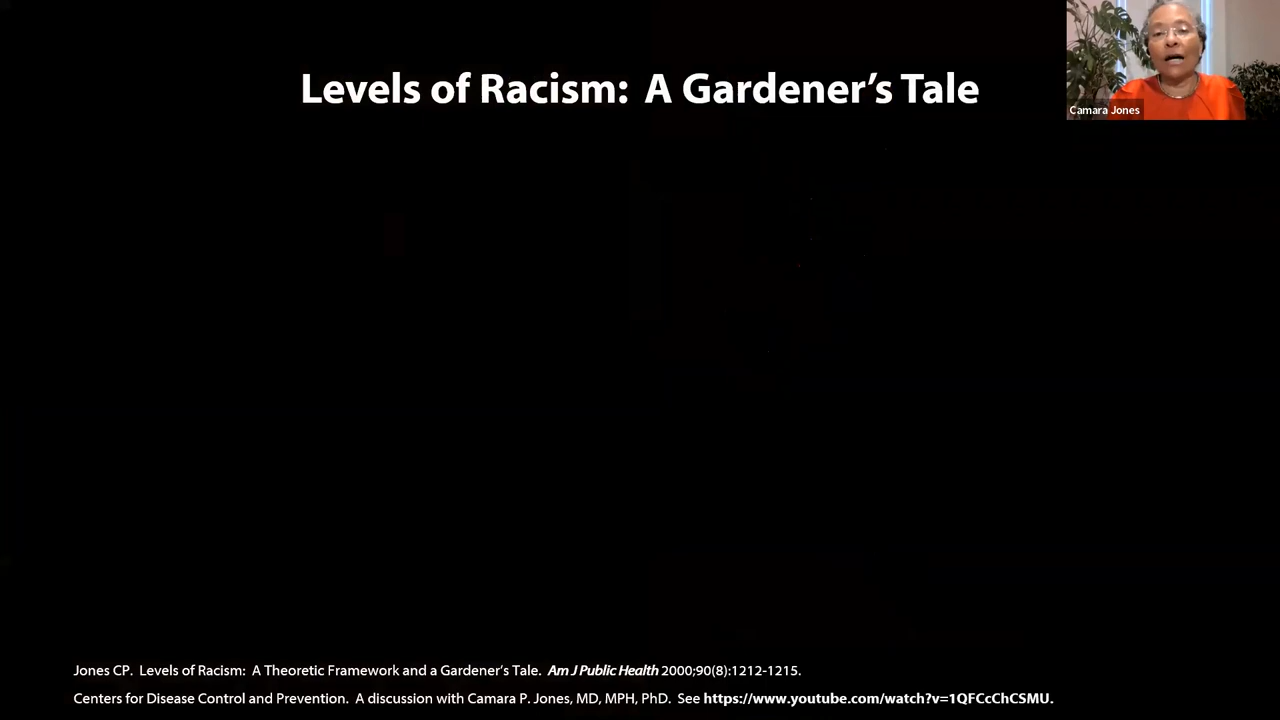 Levels of Racism:  A Gardener's Tale
Camara Jones
Jones CP.  Levels of Racism:  A Theoretic Framework and a Gardener's Tale.  Am J Public Health 2000;90(8):1212-1215.
Centers for Disease Control and Prevention.  A discussion with Camara P. Jones, MD, MPH, PhD.  See https://www.youtube.com/watch?v=1QFCcChCSMU.